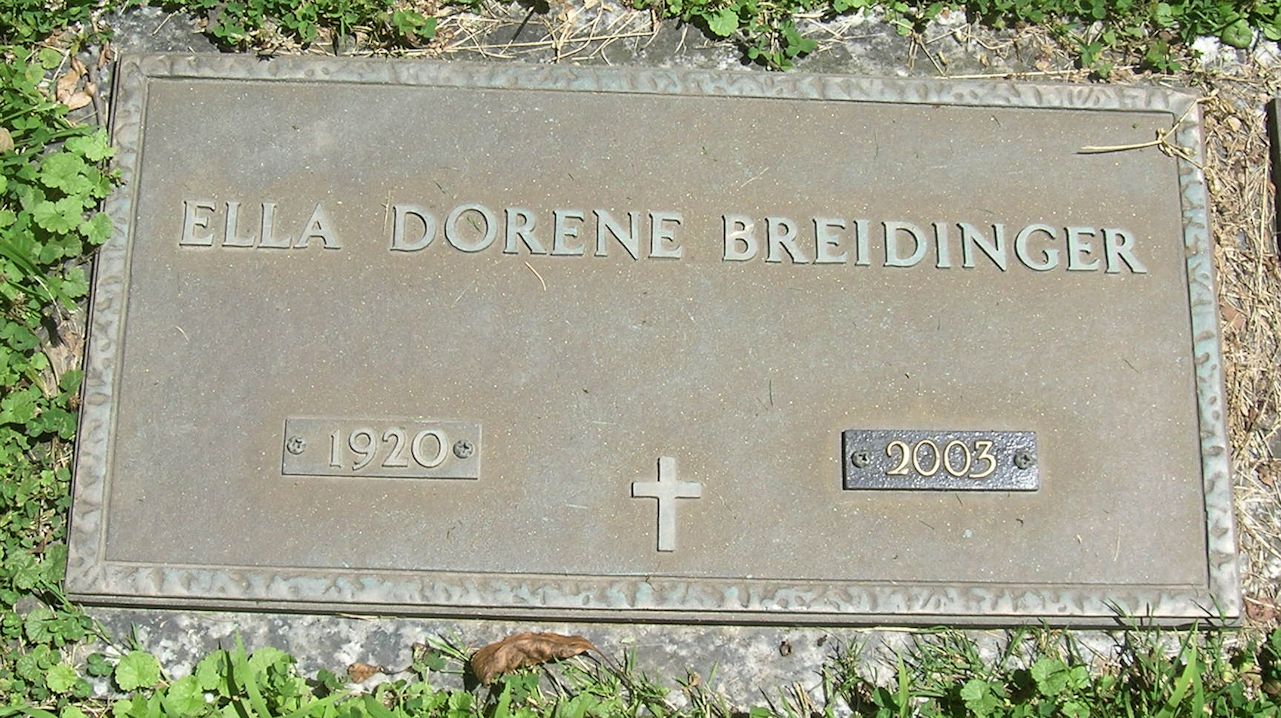 ELLA DORENE BREIDINGER
1920 2003